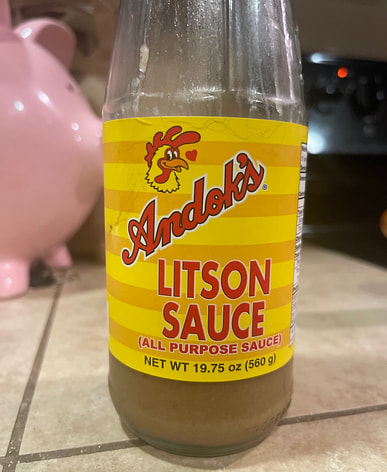 Andok's®
LITSON
SAUCE
(ALL PURPOSE SAUCE)
NET WT 19.75 oz (560 g)